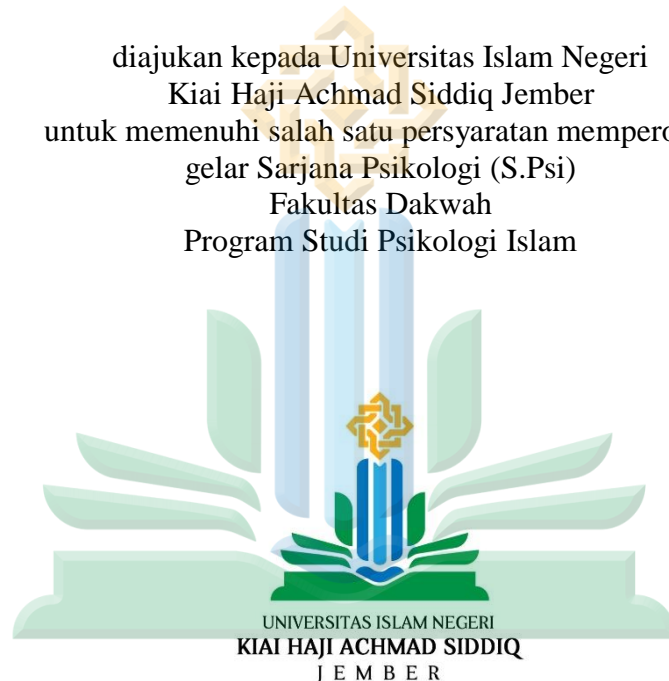 diajukan kepada Universitas Islam Negeri
Kiai Haji Achmad Siddiq Jember
untuk memenuhi salah satu persyaratan
gelar Sarjana Psikologi (S.Psi)
Fakultas Dakwah
Program Studi Psikologi Islam
UNIVERSITAS ISLAM NEGERI
KIAI HAJI ACHMAD SIDDIQ
JEMBER